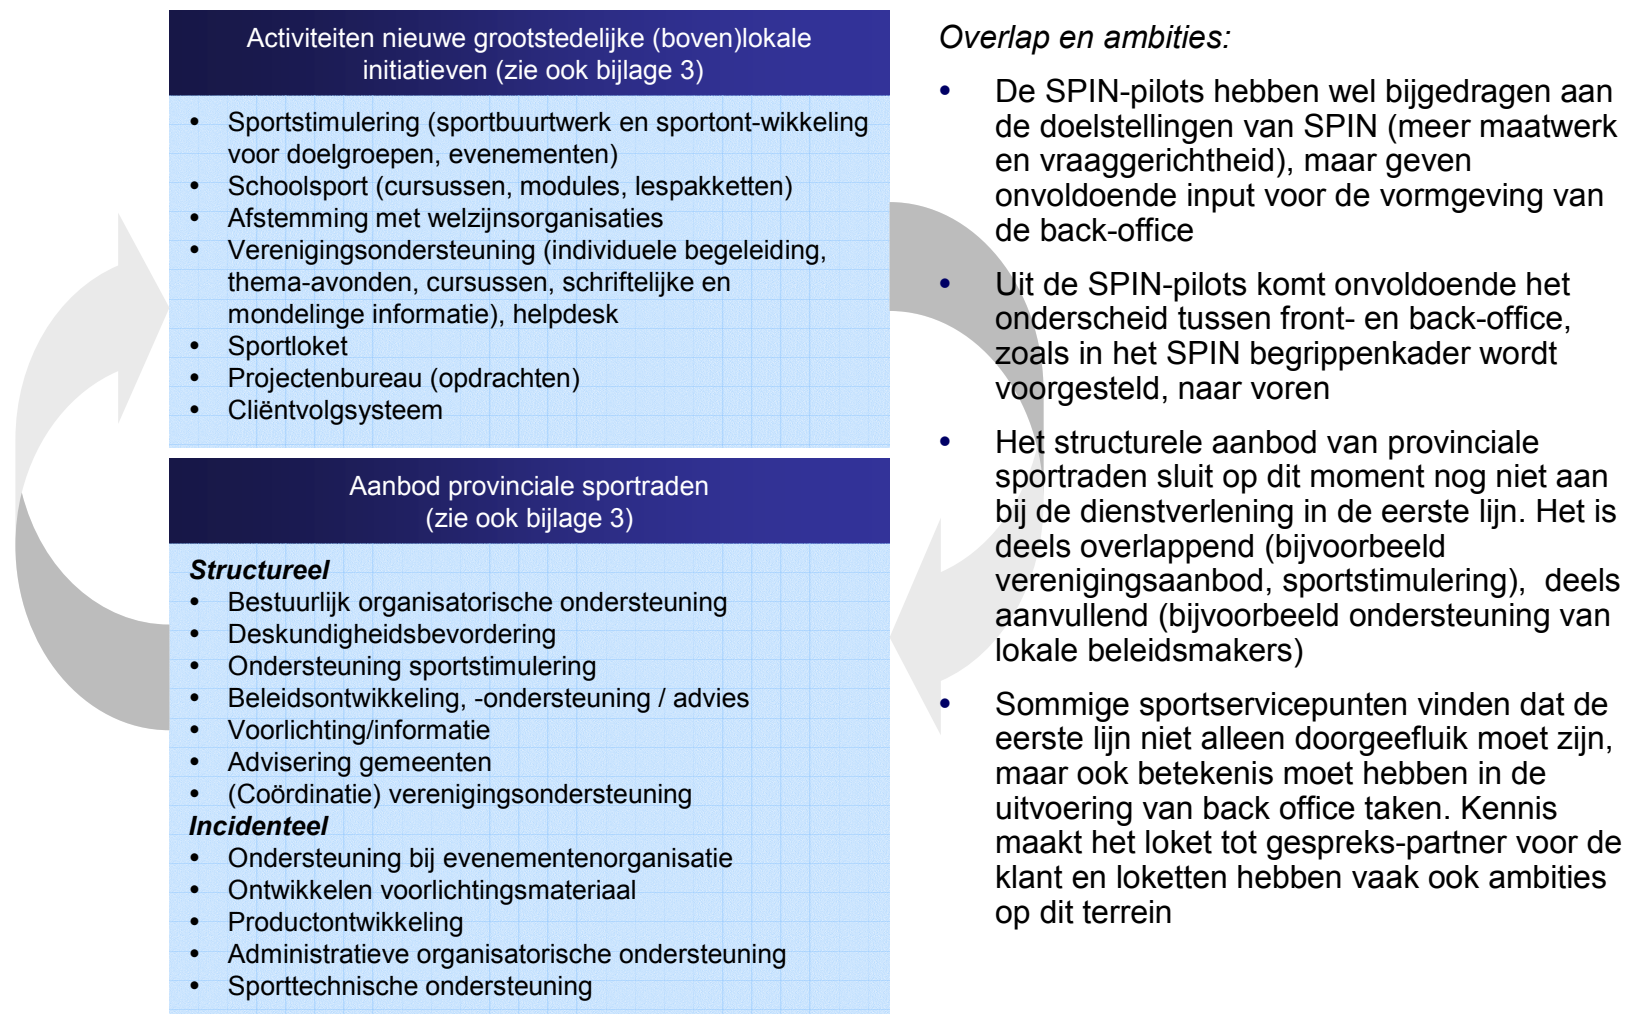 Activiteiten nieuwe grootstedelijke (boven)lokale
initiatieven (zie ook bijlage 3)
• Sportstimulering (sportbuurtwerk en sportont-wikkeling
voor doelgroepen, evenementen)
• Schoolsport (cursussen, modules, lespakketten)
• Afstemming met welzijnsorganisaties
• Verenigingsondersteuning (individuele begeleiding,
thema-avonden, cursussen, schriftelijke en
mondelinge informatie), helpdesk
• Sportloket
• Projectenbureau (opdrachten)
• Cliëntvolgsysteem
Aanbod provinciale sportraden
(zie ook bijlage 3)
Structureel
• Bestuurlijk organisatorische ondersteuning
• Deskundigheidsbevordering
• Ondersteuning sportstimulering
• Beleidsontwikkeling, -ondersteuning / advies
• Voorlichting/informatie
• Advisering gemeenten
• (Coördinatie) verenigingsondersteuning
Incidenteel
• Ondersteuning bij evenementenorganisatie
• Ontwikkelen voorlichtingsmateriaal
• Productontwikkeling
• Administratieve organisatorische ondersteuning
• Sporttechnische ondersteuning
Overlap en ambities:
• De SPIN-pilots hebben wel bijgedragen aan
de doelstellingen van SPIN (meer maatwerk
en vraaggerichtheid), maar geven
onvoldoende input voor de vormgeving van
de back-office
• Uit de SPIN-pilots komt onvoldoende het
onderscheid tussen front- en back-office,
zoals in het SPIN begrippenkader wordt
voorgesteld, naar voren
• Het structurele aanbod van provinciale
sportraden sluit op dit moment nog niet aan
bij de dienstverlening in de eerste lijn. Het is
deels overlappend (bijvoorbeeld
verenigingsaanbod, sportstimulering), deels
aanvullend (bijvoorbeeld ondersteuning van
lokale beleidsmakers)
• Sommige sportservicepunten vinden dat de
eerste lijn niet alleen doorgeefluik moet zijn,
maar ook betekenis moet hebben in de
uitvoering van back office taken. Kennis
maakt het loket tot gespreks-partner voor de
klant en loketten hebben vaak ook ambities
op dit terrein